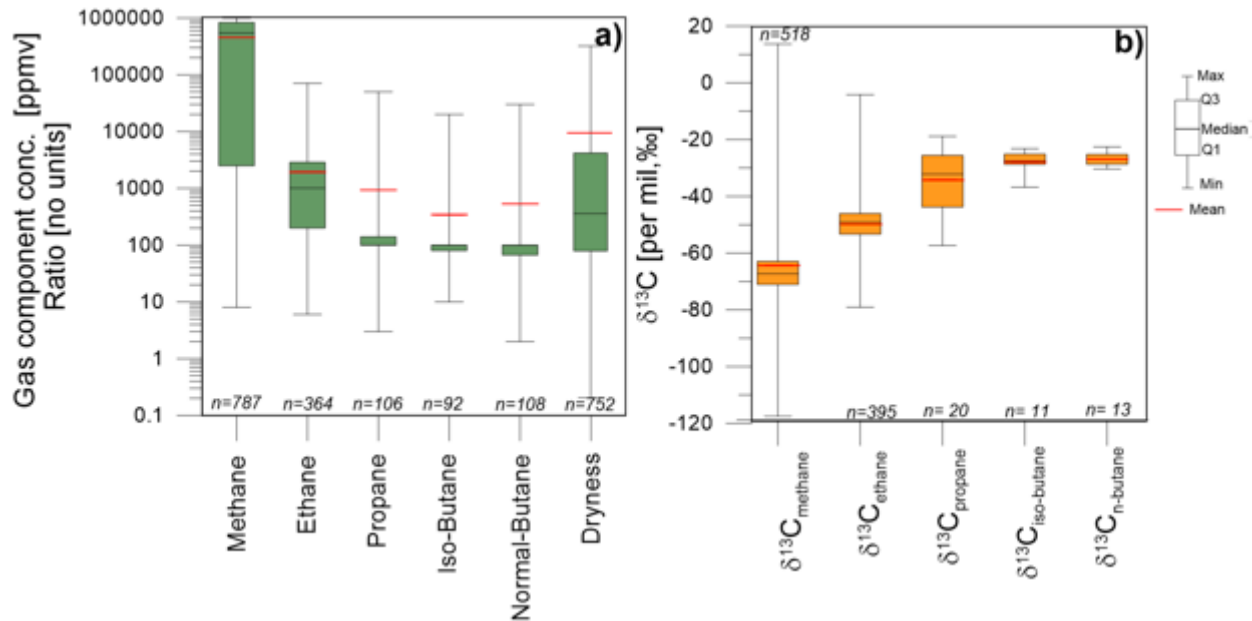 Gas component conc. [ppmv]
Ratio [no units]
1000000
100000
10000
1000
100
10
1
0.1
a)
n=787
n=364
n=106
n=92
n=108
n=752
Methane
Ethane
Propane
Iso-Butane
Normal-Butane
Dryness
δ¹³C [per mil,‰]
20
0
-20
-40
-60
-80
-100
-120
n=518
b)
n=395
n= 20
n= 11
n= 13
δ¹³Cmethane
δ¹³Cethane
δ¹³Cpropane
δ¹³Ciso-butane
δ¹³Cn-butane
Max
Q3
Median
Q1
Min
Mean